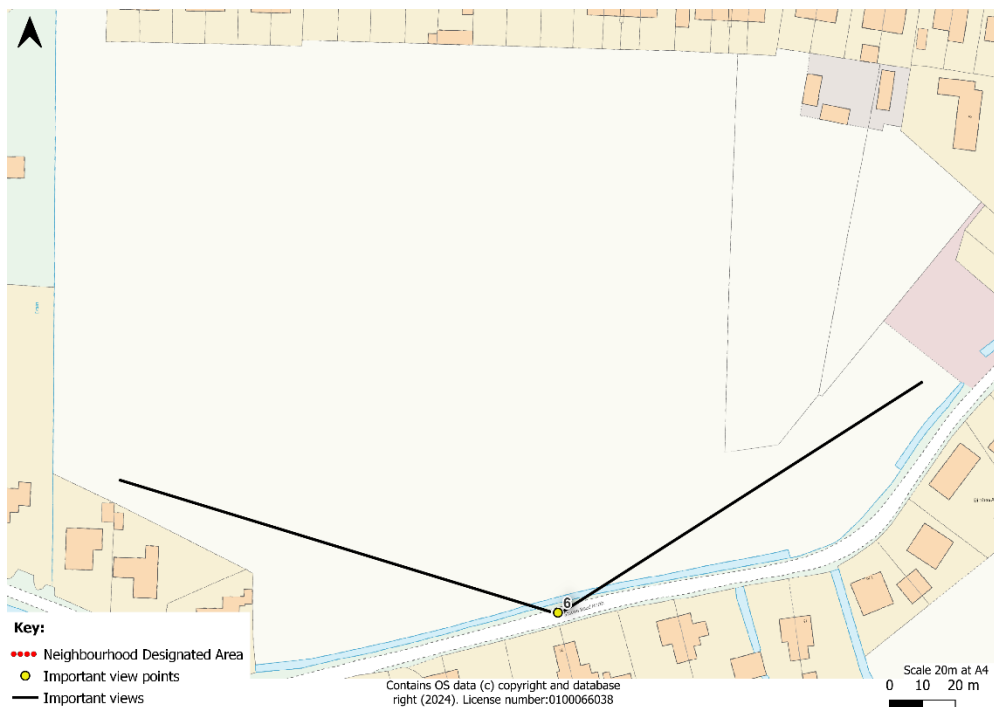 6
Key:
Neighbourhood Designated Area
Important view points
Important views
Contains OS data (c) copyright and database
right (2024). License number:0100066038
Scale 20m at A4
0 10 20 m